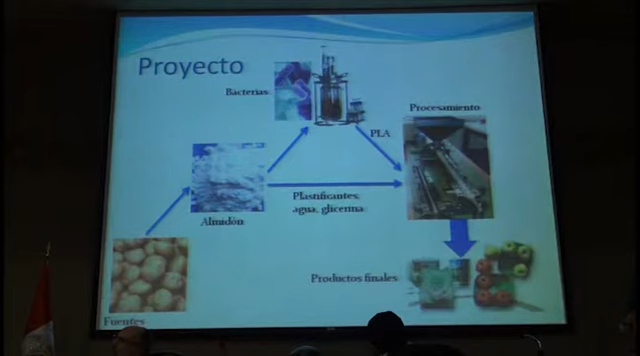 Proyecto
Bacterias
Procesamiento
PLA
Plastificantes,
agua, glicerina
Almidón
Productos finales
Fuentes